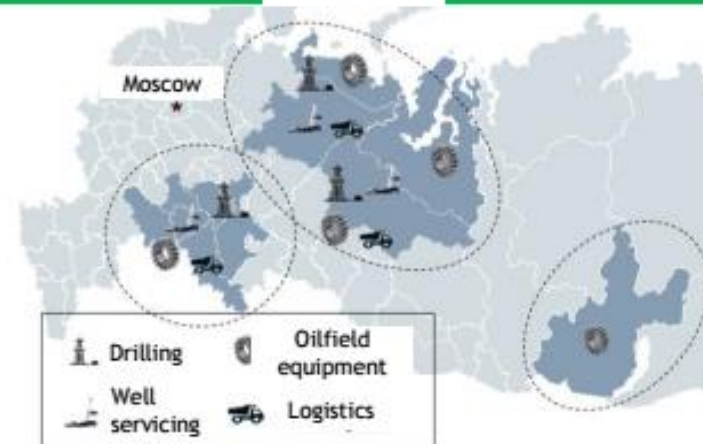 Moscow
Drilling
Oilfield
equipment
Well
servicing
Logistics